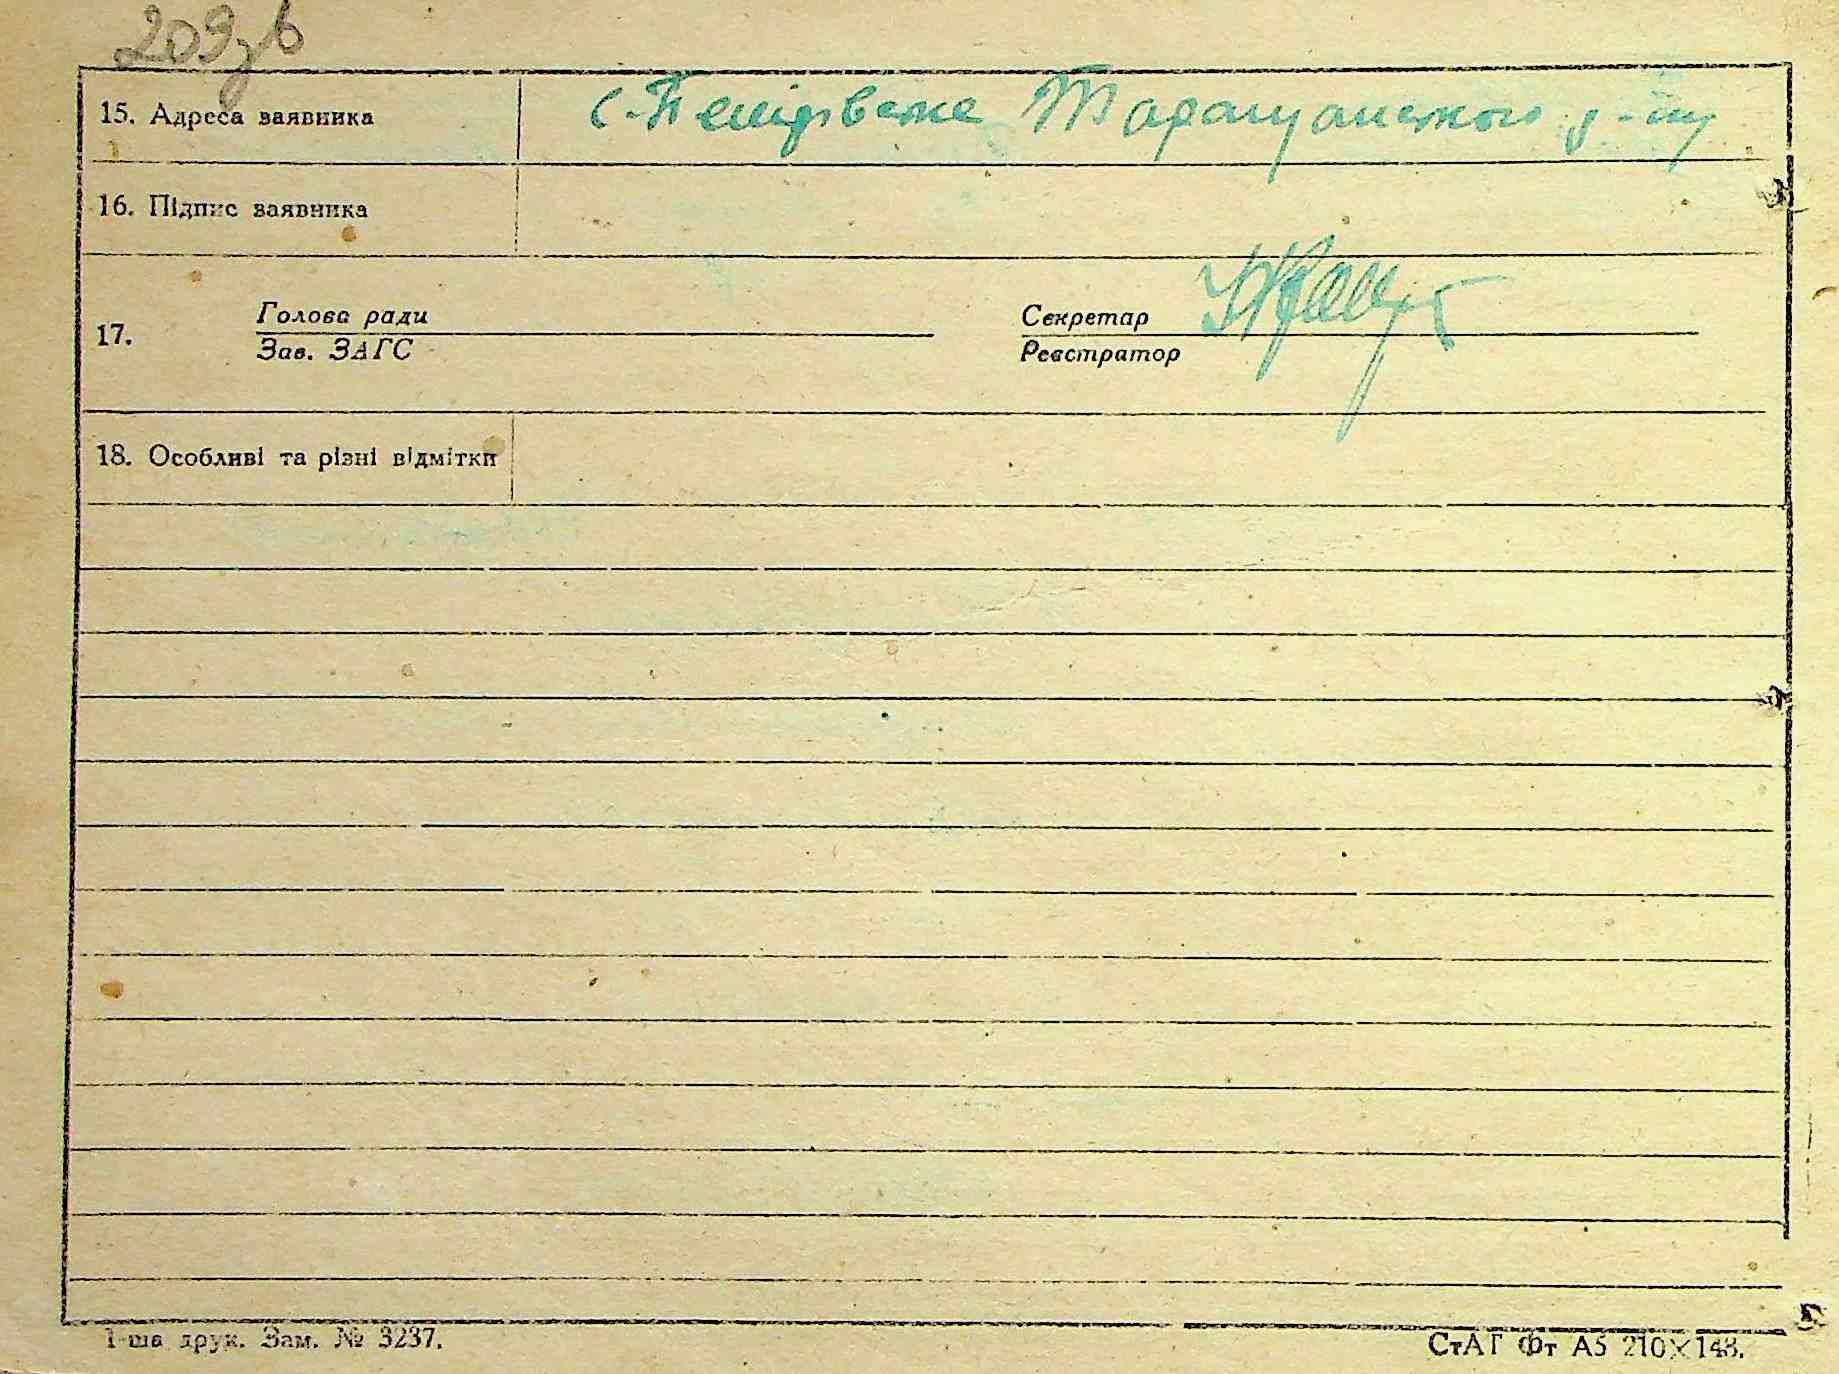 209зв
15. Адреса заявника с. Петрівське Таращанського р-ну
16. Підпис заявника
17. Голова ради Секретар
Зав. ЗАГС Реєстратор
18. Особливі та різні відмітки
1-ша друк. Зам. № 3237. СтАГ Фт А5 210×148.